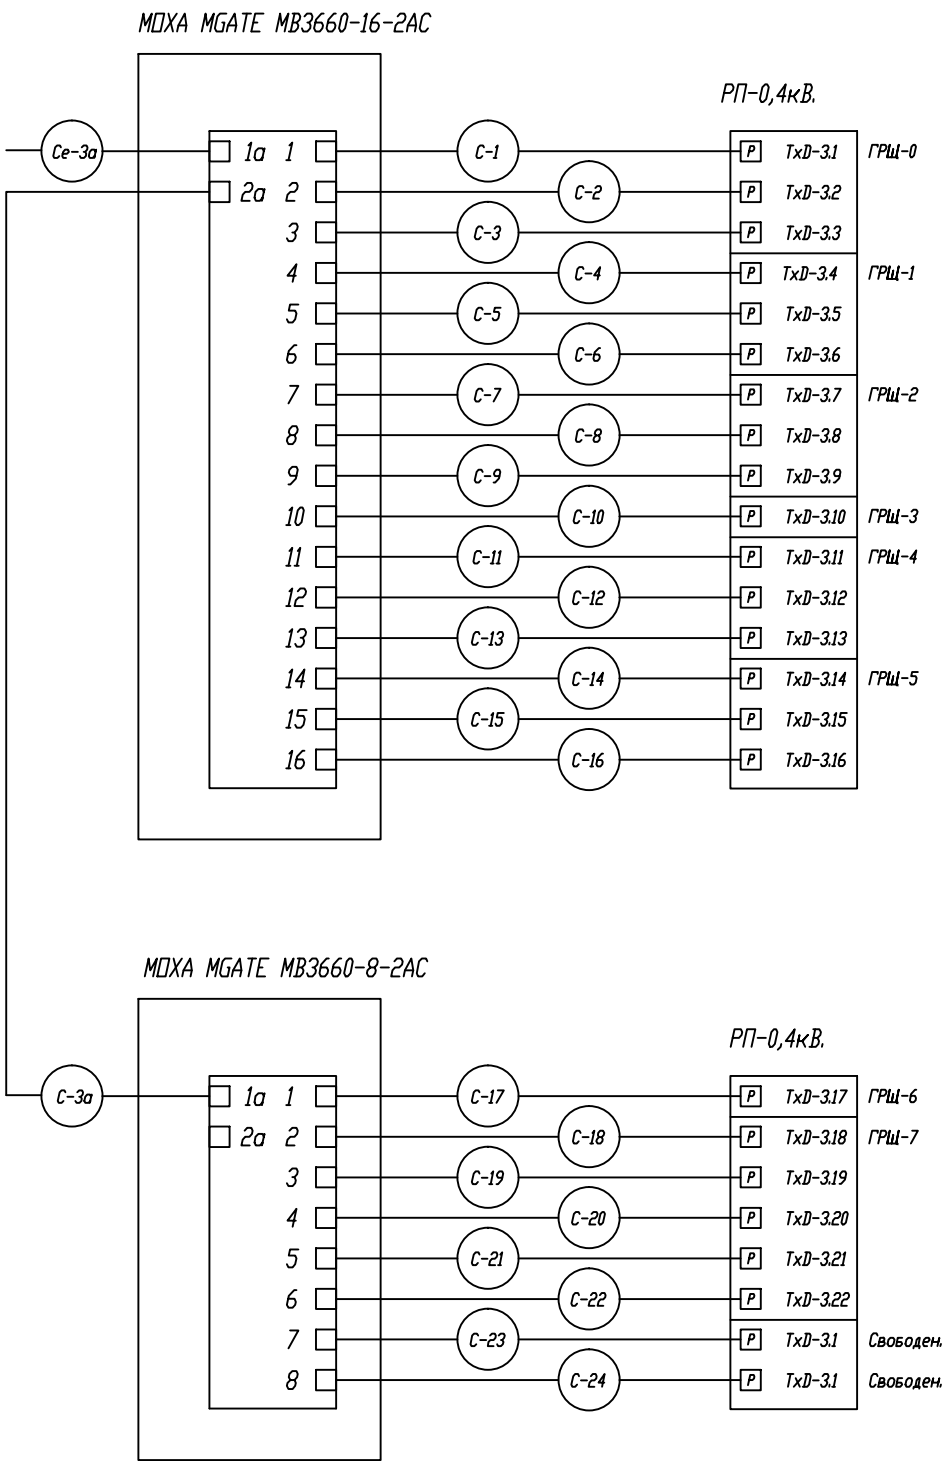 MOXA MGATE MB3660-16-2AC
РП-0,4кВ.
Се-3а 1а 1 С-1 P TxD-3.1 ГРЩ-0
2а 2 С-2 P TxD-3.2
3 С-3 P TxD-3.3
4 С-4 P TxD-3.4 ГРЩ-1
5 С-5 P TxD-3.5
6 С-6 P TxD-3.6
7 С-7 P TxD-3.7 ГРЩ-2
8 С-8 P TxD-3.8
9 С-9 P TxD-3.9
10 С-10 P TxD-3.10 ГРЩ-3
11 С-11 P TxD-3.11 ГРЩ-4
12 С-12 P TxD-3.12
13 С-13 P TxD-3.13
14 С-14 P TxD-3.14 ГРЩ-5
15 С-15 P TxD-3.15
16 С-16 P TxD-3.16
MOXA MGATE MB3660-8-2AC
РП-0,4кВ.
С-3а 1а 1 С-17 P TxD-3.17 ГРЩ-6
2а 2 С-18 P TxD-3.18 ГРЩ-7
3 С-19 P TxD-3.19
4 С-20 P TxD-3.20
5 С-21 P TxD-3.21
6 С-22 P TxD-3.22
7 С-23 P TxD-3.1 Свободен.
8 С-24 P TxD-3.1 Свободен.